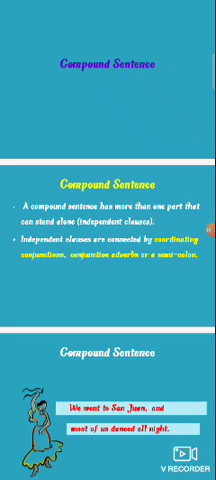 Compound Sentence
Compound Sentence
• A compound sentence has more than one part that
can stand alone (independent clauses).
• Independent clauses are connected by coordinating
conjunctions, conjunctive adverbs or a semi-colon.
Compound Sentence
We went to San Juan, and
most of us danced all night.
V RECORDER